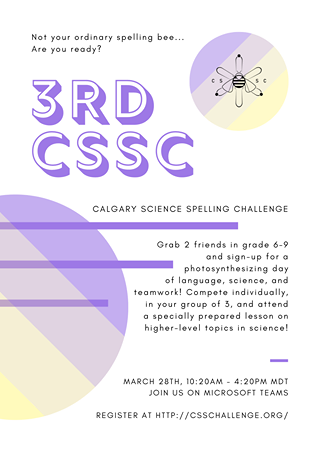 Not your ordinary spelling bee...
Are you ready?
C S S C
3RD
CSSC
CALGARY SCIENCE SPELLING CHALLENGE
Grab 2 friends in grade 6-9
and sign-up for a
photosynthesizing day
of language, science, and
teamwork! Compete individually,
in your group of 3, and attend
a specially prepared lesson on
higher-level topics in science!
MARCH 28TH, 10:20AM - 4:20PM MDT
JOIN US ON MICROSOFT TEAMS
REGISTER AT HTTP://CSSCHALLENGE.ORG/